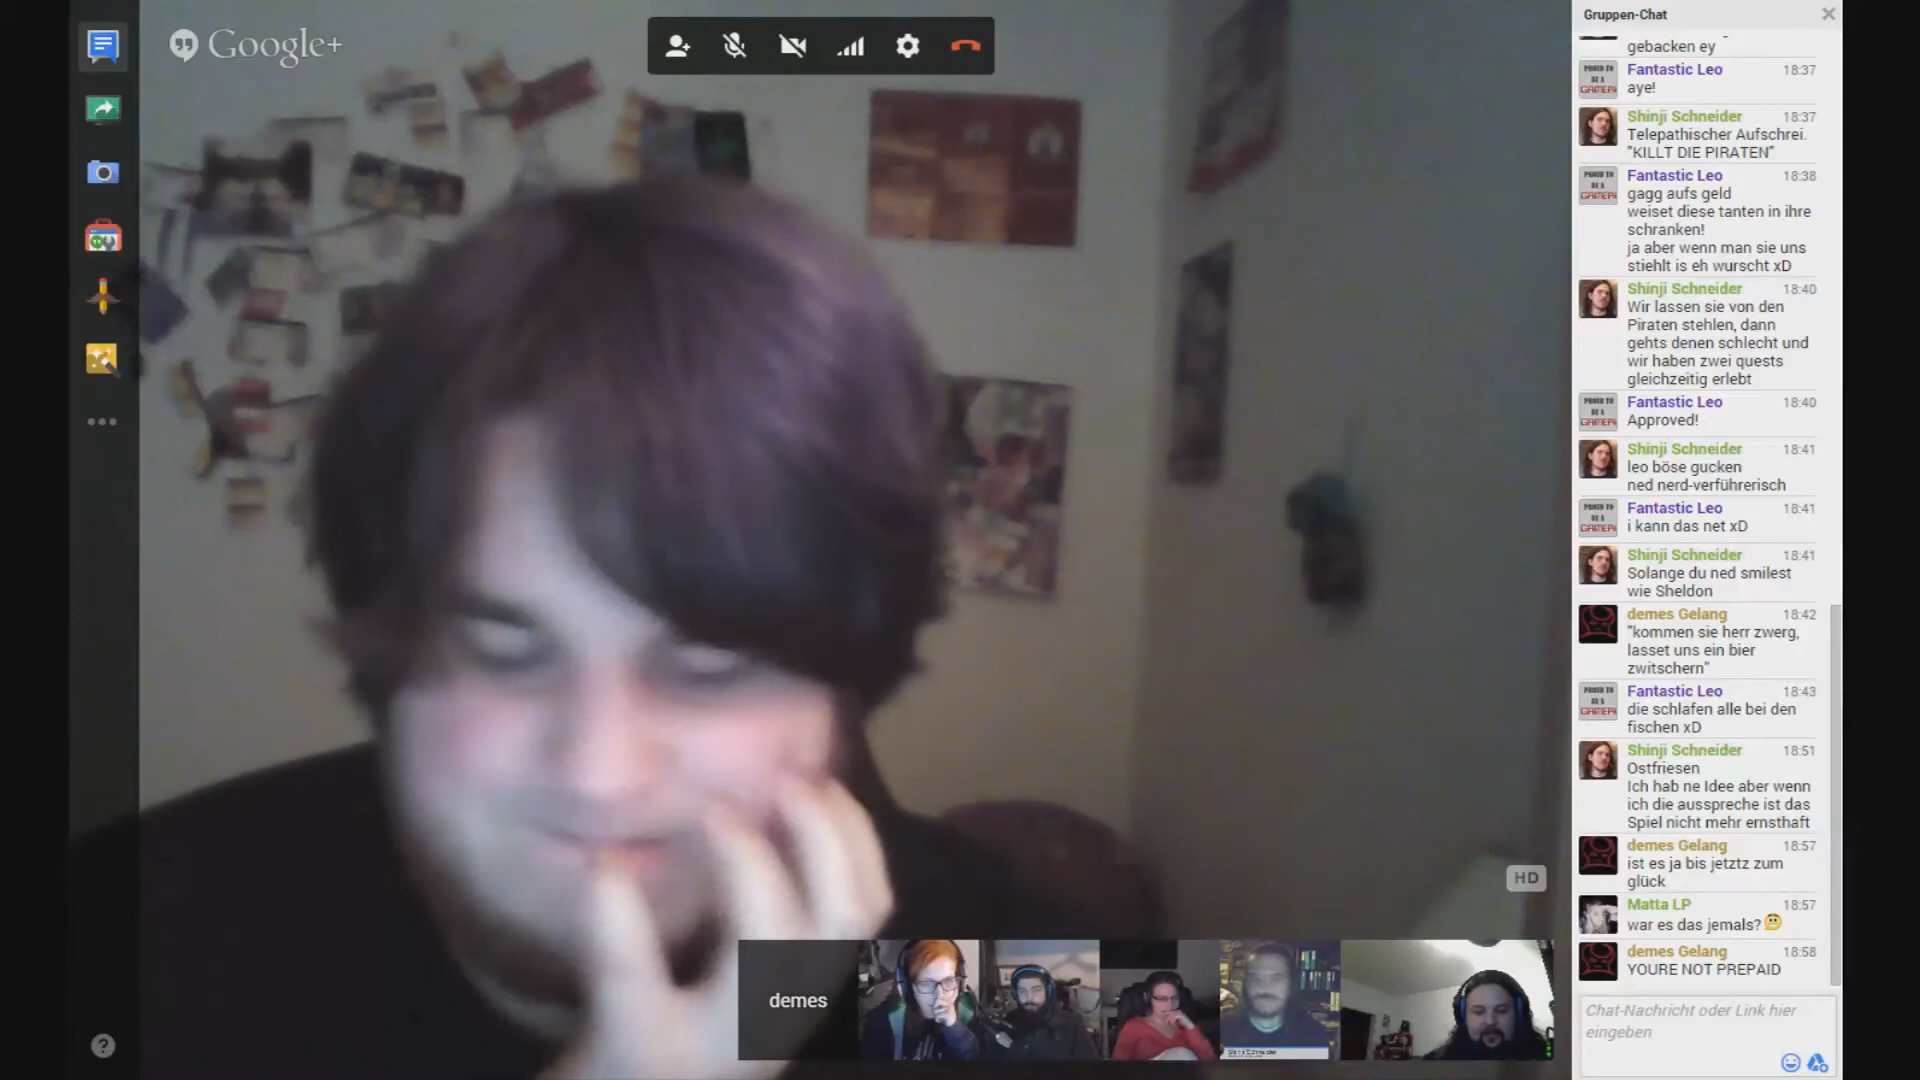 Google+
HD
demes
Shinji Schneider
Gruppen-Chat
gebacken ey
Fantastic Leo 18:37
aye!
Shinji Schneider 18:37
Telepathischer Aufschrei.
"KILLT DIE PIRATEN"
Fantastic Leo 18:38
gagg aufs geld
weiset diese tanten in ihre
schranken!
ja aber wenn man sie uns
stiehlt is eh wurscht xD
Shinji Schneider 18:40
Wir lassen sie von den
Piraten stehlen, dann
gehts denen schlecht und
wir haben zwei quests
gleichzeitig erlebt
Fantastic Leo 18:40
Approved!
Shinji Schneider 18:41
leo böse gucken
ned nerd-verführerisch
Fantastic Leo 18:41
i kann das net xD
Shinji Schneider 18:41
Solange du ned smilest
wie Sheldon
demes Gelang 18:42
"kommen sie herr zwerg,
lasset uns ein bier
zwitschern"
Fantastic Leo 18:43
die schlafen alle bei den
fischen xD
Shinji Schneider 18:51
Ostfriesen
Ich hab ne Idee aber wenn
ich die ausspreche ist das
Spiel nicht mehr ernsthaft
demes Gelang 18:57
ist es ja bis jetztz zum
glück
Matta LP 18:57
war es das jemals?
demes Gelang 18:58
YOURE NOT PREPAID
Chat-Nachricht oder Link hier
eingeben